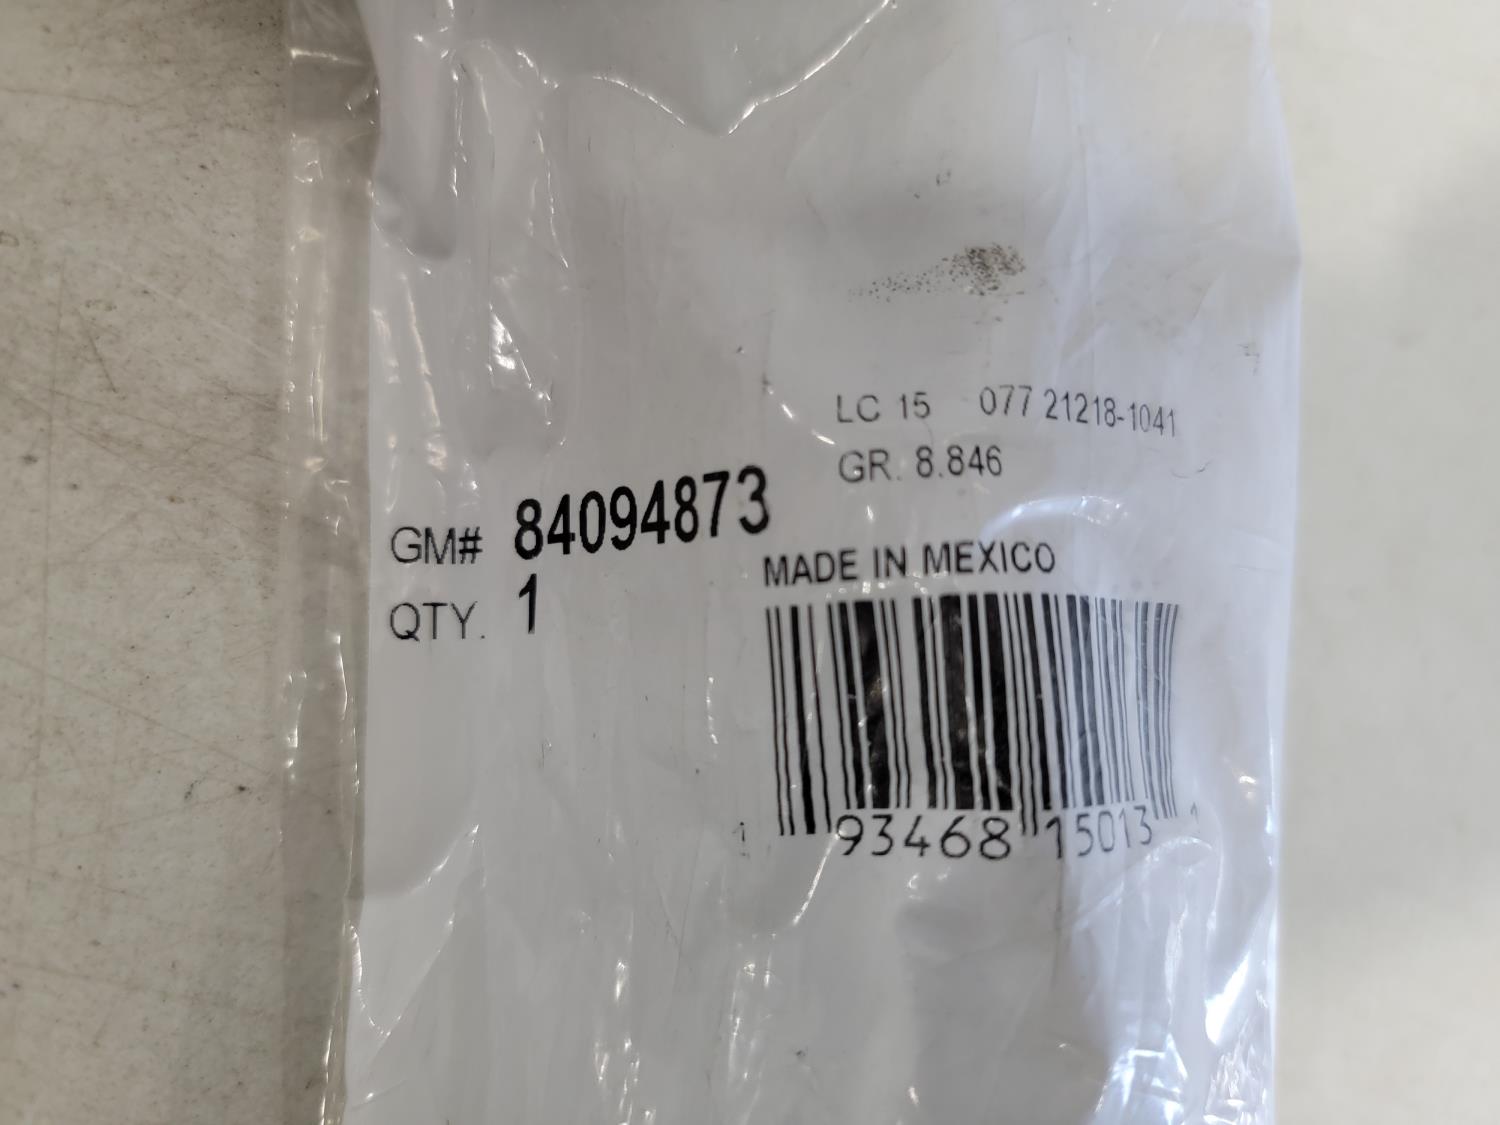 LC 15 077 21218-1041
GR. 8.846
GM# 84094873
QTY. 1
MADE IN MEXICO
1 93468 15013 1